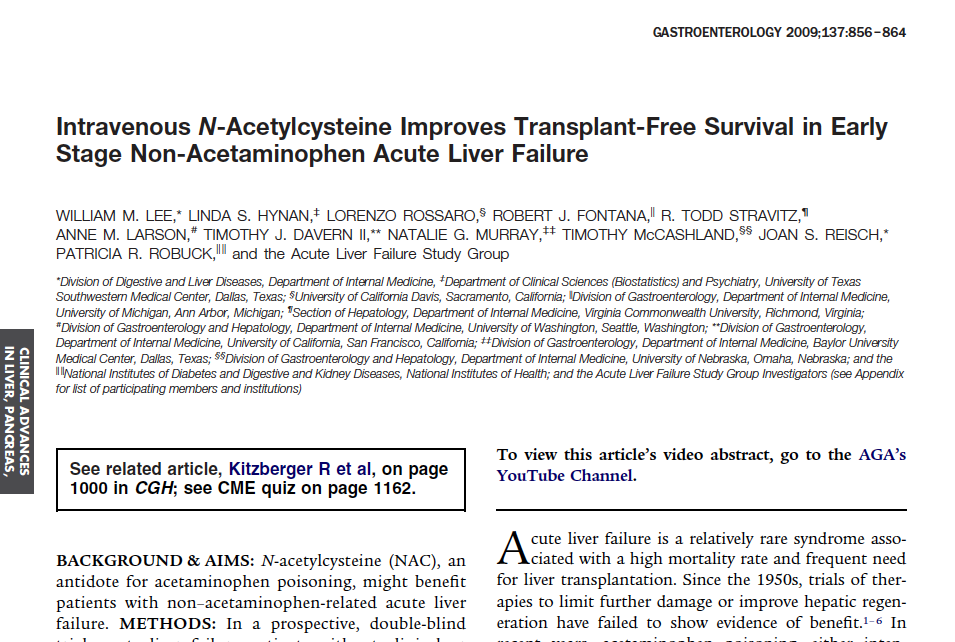 GASTROENTEROLOGY 2009;137:856–864
Intravenous N-Acetylcysteine Improves Transplant-Free Survival in Early
Stage Non-Acetaminophen Acute Liver Failure
WILLIAM M. LEE,* LINDA S. HYNAN,‡ LORENZO ROSSARO,§ ROBERT J. FONTANA,∥ R. TODD STRAVITZ,¶
ANNE M. LARSON,# TIMOTHY J. DAVERN II,** NATALIE G. MURRAY,‡‡ TIMOTHY McCASHLAND,§§ JOAN S. REISCH,*
PATRICIA R. ROBUCK,∥∥ and the Acute Liver Failure Study Group
*Division of Digestive and Liver Diseases, Department of Internal Medicine, ‡Department of Clinical Sciences (Biostatistics) and Psychiatry, University of Texas
Southwestern Medical Center, Dallas, Texas; §University of California Davis, Sacramento, California; ∥Division of Gastroenterology, Department of Internal Medicine,
University of Michigan, Ann Arbor, Michigan; ¶Section of Hepatology, Department of Internal Medicine, Virginia Commonwealth University, Richmond, Virginia;
#Division of Gastroenterology and Hepatology, Department of Internal Medicine, University of Washington, Seattle, Washington; **Division of Gastroenterology,
Department of Internal Medicine, University of California, San Francisco, California; ‡‡Division of Gastroenterology, Department of Internal Medicine, Baylor University
Medical Center, Dallas, Texas; §§Division of Gastroenterology and Hepatology, Department of Internal Medicine, University of Nebraska, Omaha, Nebraska; and the
∥∥National Institutes of Diabetes and Digestive and Kidney Diseases, National Institutes of Health; and the Acute Liver Failure Study Group Investigators (see Appendix
for list of participating members and institutions)
CLINICAL ADVANCES
IN LIVER, PANCREAS,
See related article, Kitzberger R et al, on page
1000 in CGH; see CME quiz on page 1162.
BACKGROUND & AIMS: N-acetylcysteine (NAC), an
antidote for acetaminophen poisoning, might benefit
patients with non–acetaminophen-related acute liver
failure. METHODS: In a prospective, double-blind
To view this article's video abstract, go to the AGA's
YouTube Channel.
Acute liver failure is a relatively rare syndrome asso-
ciated with a high mortality rate and frequent need
for liver transplantation. Since the 1950s, trials of ther-
apies to limit further damage or improve hepatic regen-
eration have failed to show evidence of benefit.1–6 In